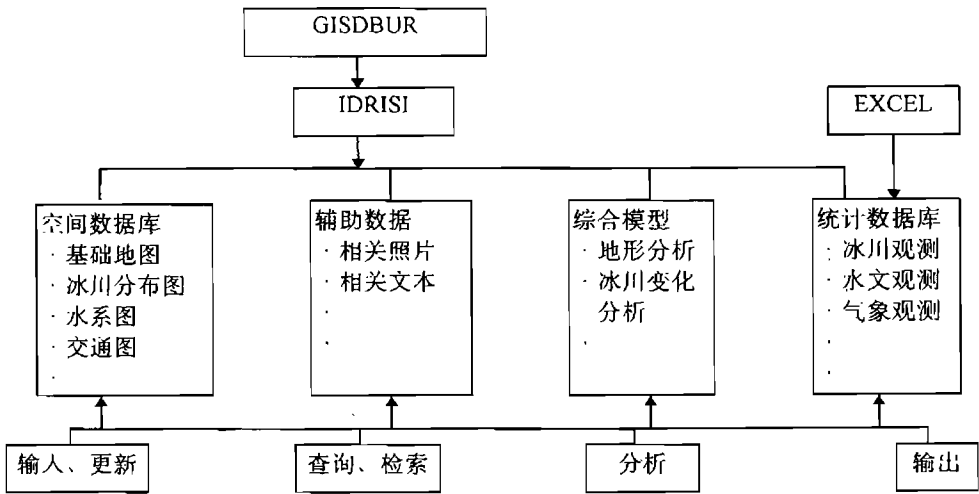 GISDBUR
IDRISI
EXCEL
空间数据库
· 基础地图
· 冰川分布图
· 水系图
· 交通图
·
辅助数据
· 相关照片
· 相关文本
·
·
综合模型
· 地形分析
· 冰川变化
分析
·
统计数据库
· 冰川观测
· 水文观测
· 气象观测
·
·
输人、更新
查询、检索
分析
输出